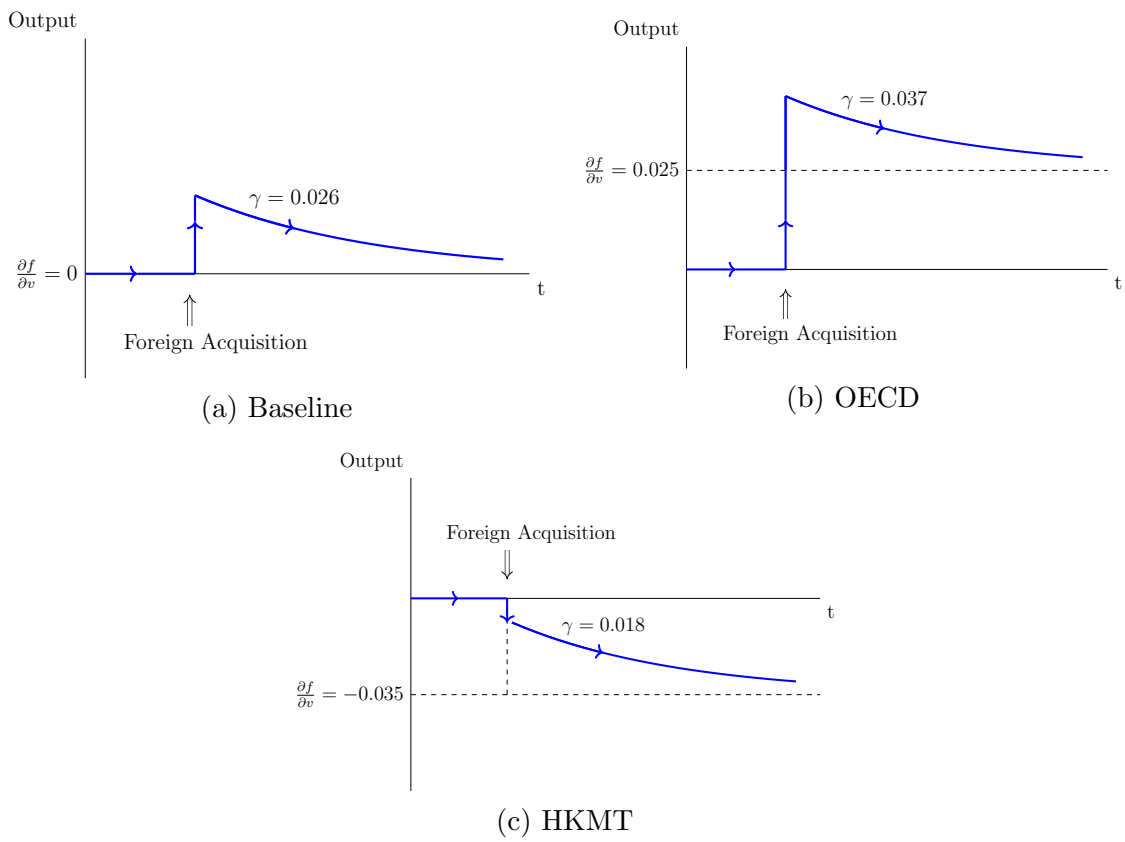 Output
γ = 0.026
∂f/∂v = 0
t
Foreign Acquisition
(a) Baseline
Output
γ = 0.037
∂f/∂v = 0.025
t
Foreign Acquisition
(b) OECD
Output
Foreign Acquisition
t
γ = 0.018
∂f/∂v = −0.035
(c) HKMT